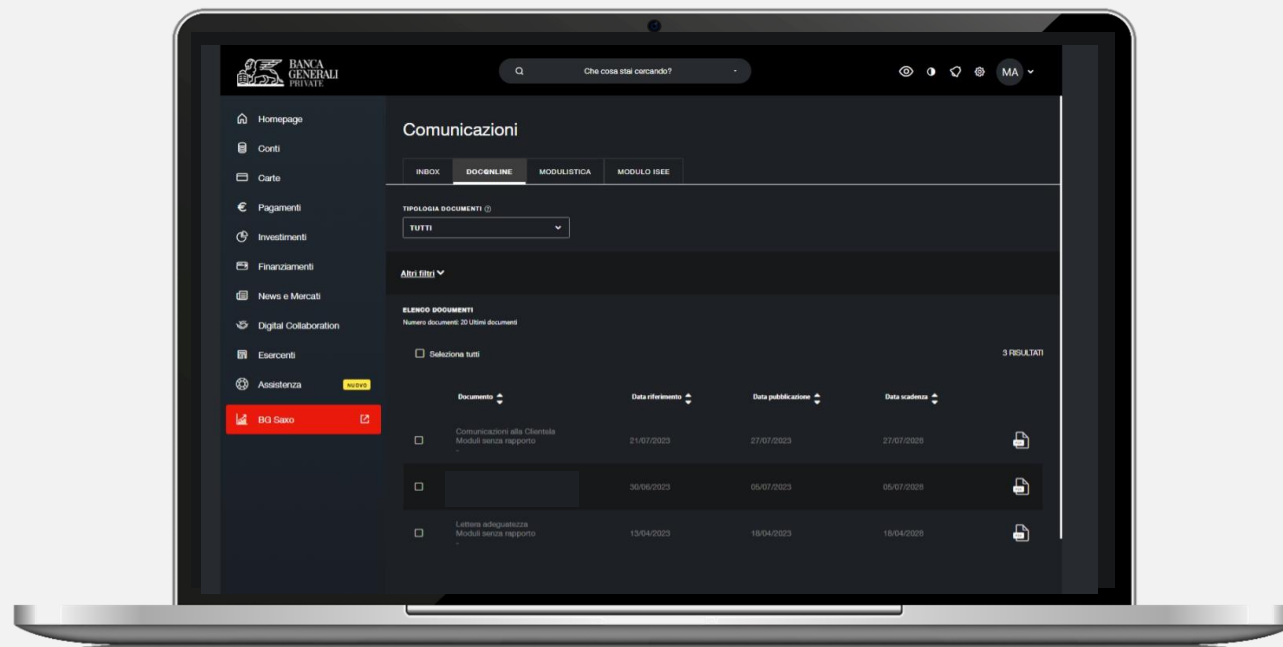 BANCA
GENERALI
PRIVATE
Che cosa stai cercando?
MA
Homepage
Conti
Carte
Pagamenti
Investimenti
Finanziamenti
News e Mercati
Digital Collaboration
Esercenti
Assistenza NUOVO
BG Saxo
Comunicazioni
INBOX DOC@NLINE MODULISTICA MODULO ISEE
TIPOLOGIA DOCUMENTI ?
TUTTI
Altri filtri
ELENCO DOCUMENTI
Numero documenti: 20 Ultimi documenti
Seleziona tutti 3 RISULTATI
Documento Data riferimento Data pubblicazione Data scadenza
Comunicazioni alla Clientela
Moduli senza rapporto 21/07/2023 27/07/2023 27/07/2028
-
30/06/2023 05/07/2023 05/07/2028
Lettera adeguatezza
Moduli senza rapporto 13/04/2023 18/04/2023 18/04/2028
-